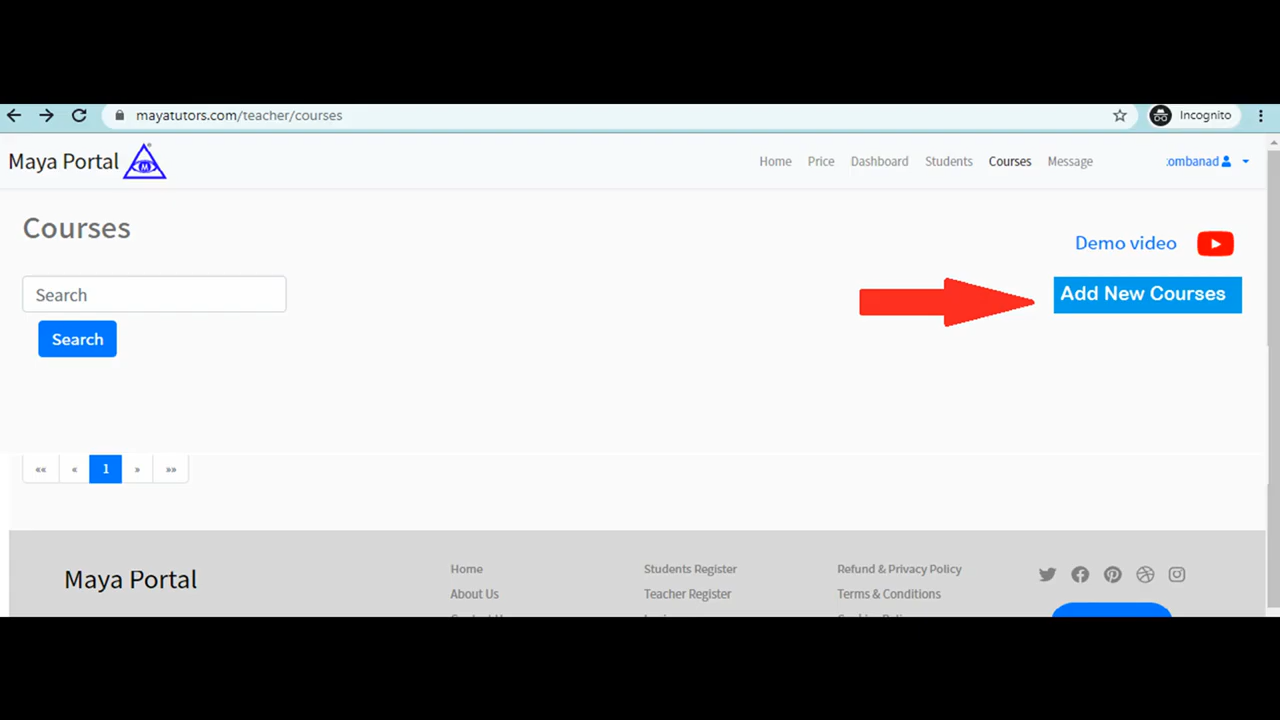 mayatutors.com/teacher/courses
Incognito
Maya Portal M
Home Price Dashboard Students Courses Message
ombanad
Courses
Demo video
Search
Add New Courses
Search
«« « 1 » »»
Maya Portal
Home Students Register Refund & Privacy Policy
About Us Teacher Register Terms & Conditions